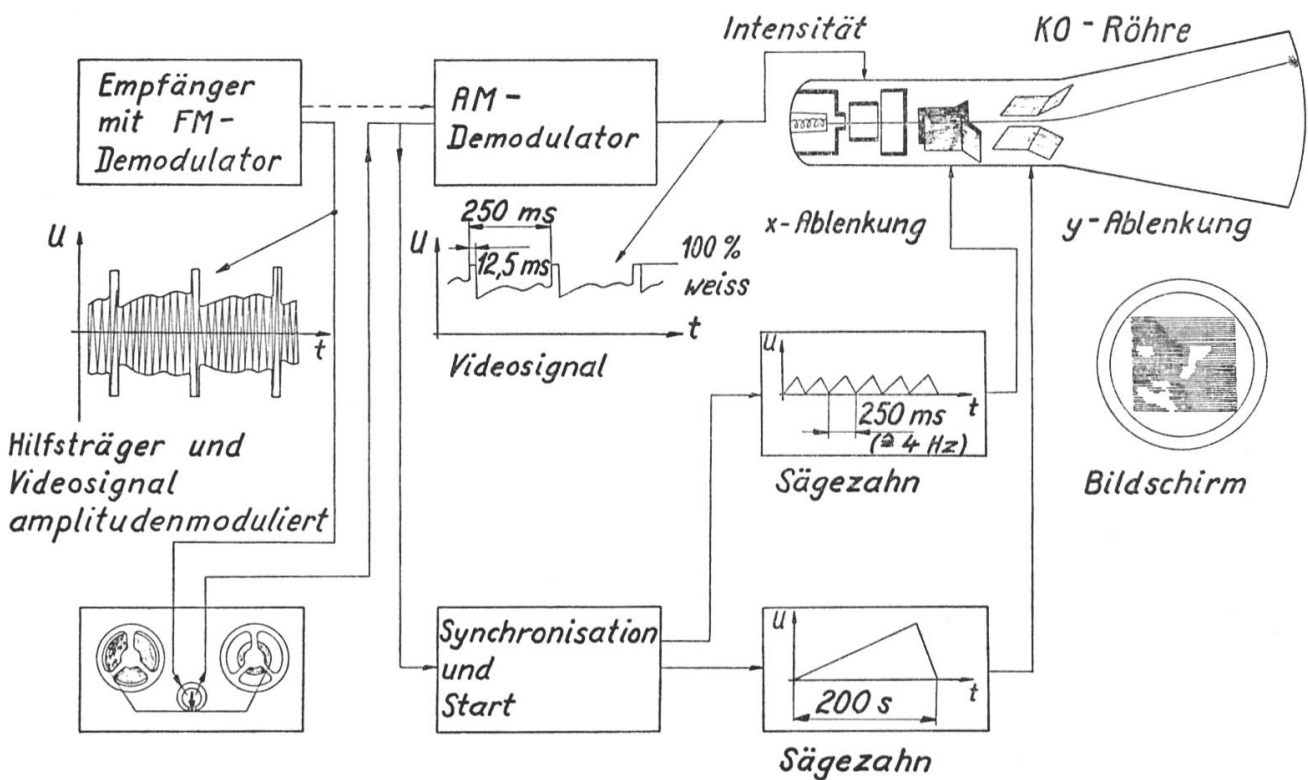 Intensität
KO-Röhre
Empfänger
mit FM-
Demodulator
AM-
Demodulator
x-Ablenkung
y-Ablenkung
U
t
Hilfsträger und
Videosignal
amplitudenmoduliert
250 ms
U
12,5 ms
100 %
weiss
t
Videosignal
U
t
250 ms
(≙ 4 Hz)
Sägezahn
Bildschirm
Synchronisation
und
Start
U
t
200 s
Sägezahn